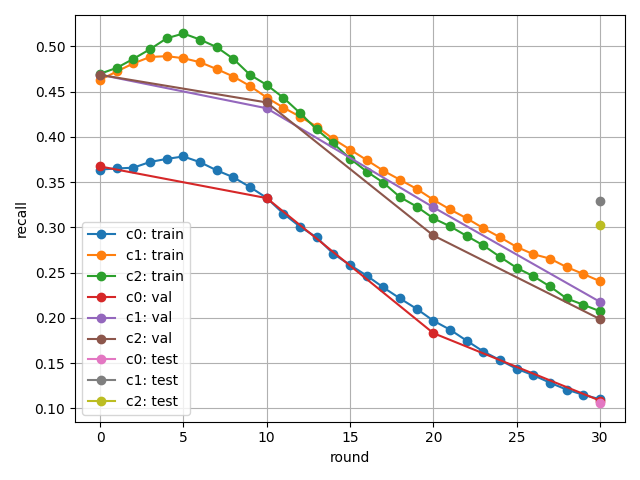 0.50
0.45
0.40
0.35
0.30
0.25
0.20
0.15
0.10
recall
c0: train
c1: train
c2: train
c0: val
c1: val
c2: val
c0: test
c1: test
c2: test
0 5 10 15 20 25 30
round